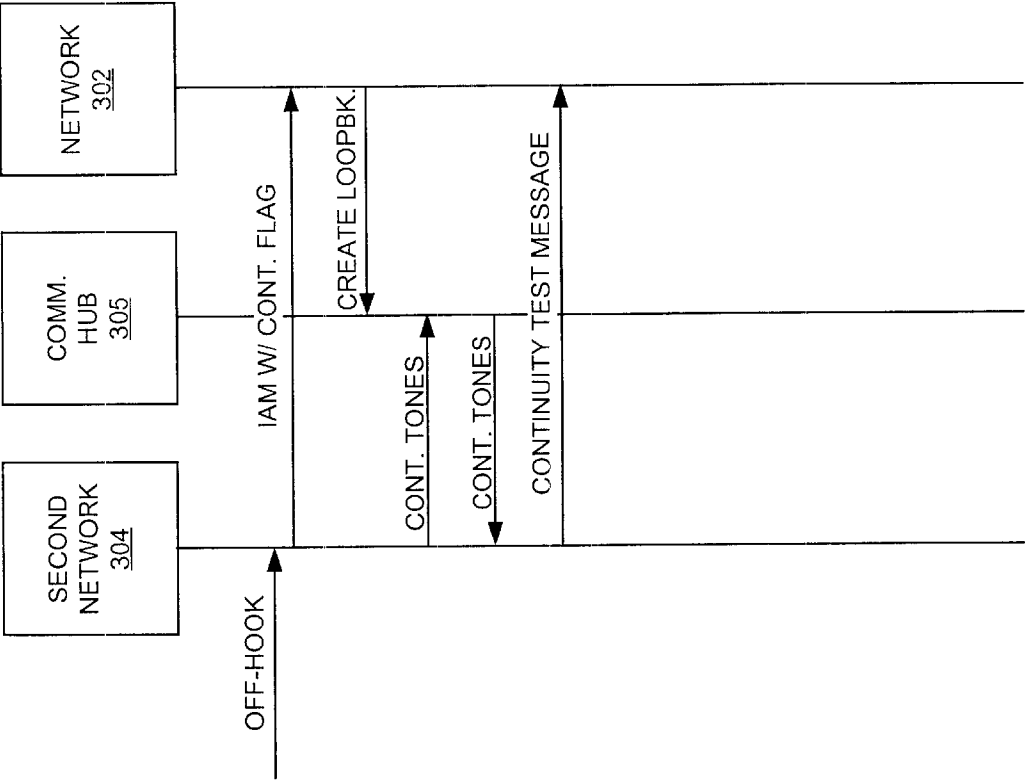 SECOND
NETWORK
304
COMM.
HUB
305
NETWORK
302
OFF-HOOK
IAM W/ CONT. FLAG
CREATE LOOPBK.
CONT. TONES
CONT. TONES
CONTINUITY TEST MESSAGE